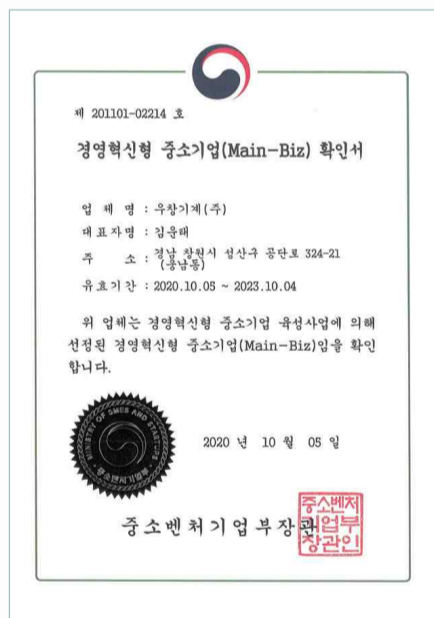 제 201101-02214 호
경영혁신형 중소기업(Main-Biz) 확인서
업 체 명 : 우창기계(주)
대표자명 : 김운태
주 소 : 경남 창원시 성산구 공단로 324-21
(웅남동)
유효기간 : 2020.10.05 ~ 2023.10.04
위 업체는 경영혁신형 중소기업 육성사업에 의해
선정된 경영혁신형 중소기업(Main-Biz)임을 확인
합니다.
MINISTRY OF SMES AND STARTUPS
2020 년 10 월 05 일
중소벤처기업부장관
중소벤처
기업부
장관인